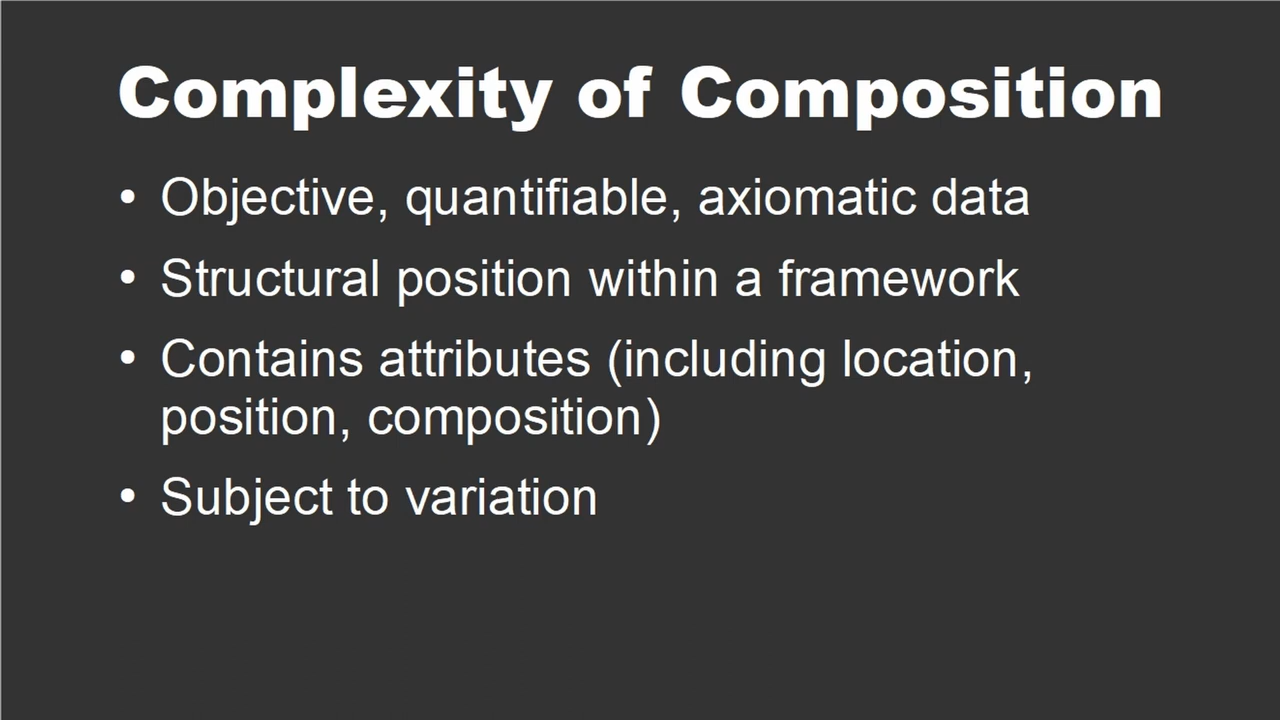 Complexity of Composition
• Objective, quantifiable, axiomatic data
• Structural position within a framework
• Contains attributes (including location,
position, composition)
• Subject to variation